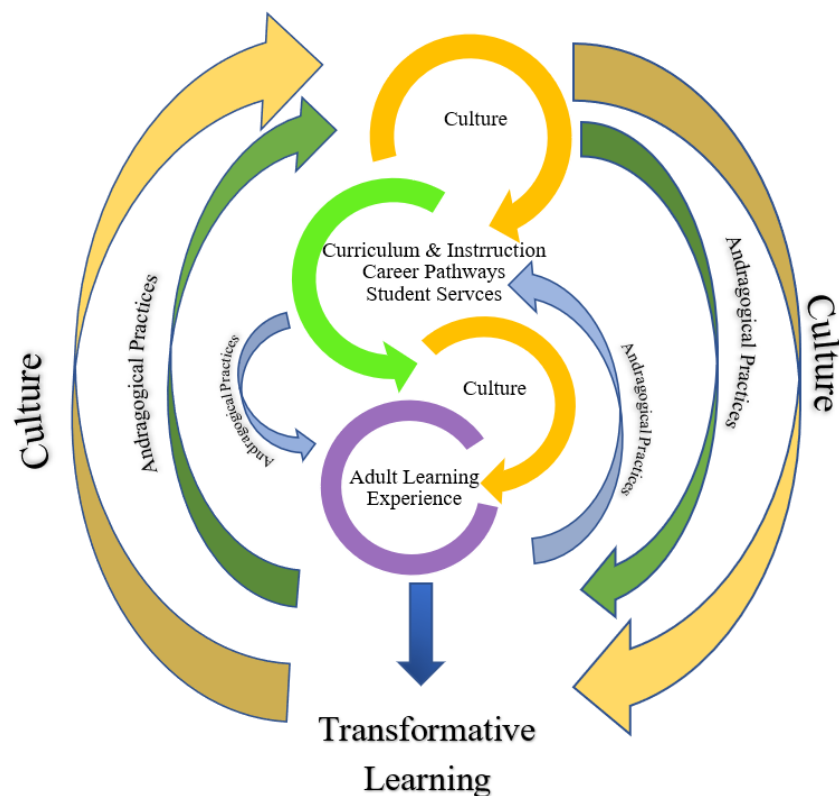 Culture
Curriculum & Instrruction
Career Pathways
Student Servces
Culture
Adult Learning
Experience
Andragogical Practices
Andragogical Practices
Andragogical Practices
Andragogical Practices
Culture
Culture
Transformative
Learning